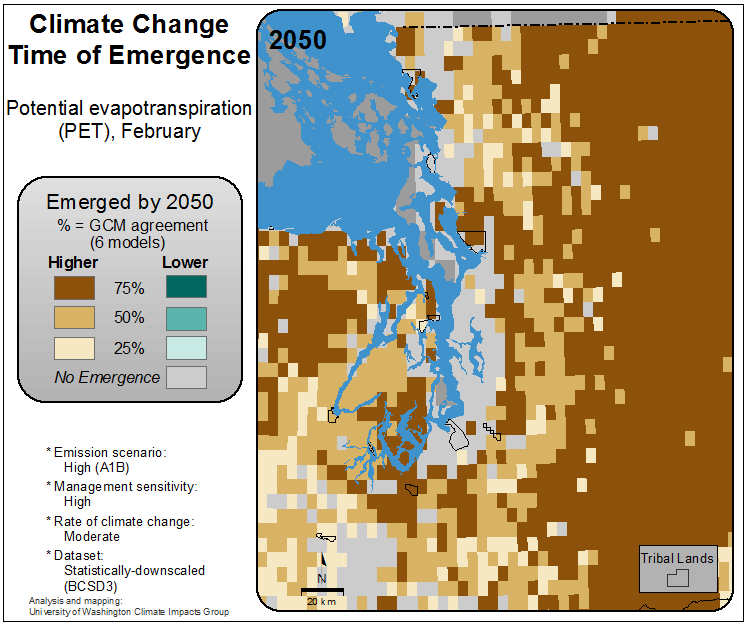 Climate Change
Time of Emergence
Potential evapotranspiration
(PET), February
Emerged by 2050
% = GCM agreement
(6 models)
Higher Lower
75%
50%
25%
No Emergence
* Emission scenario:
High (A1B)
* Management sensitivity:
High
* Rate of climate change:
Moderate
* Dataset:
Statistically-downscaled
(BCSD3)
Analysis and mapping:
University of Washington Climate Impacts Group
2050
N
20 km
Tribal Lands